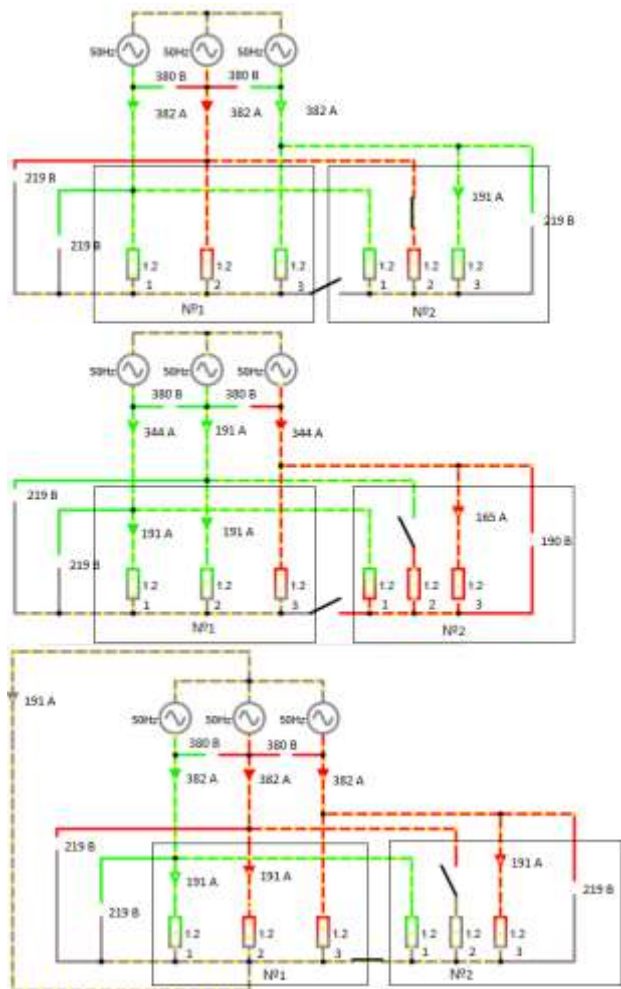 50Hz 50Hz 50Hz
380 В 380 В
382 А 382 А 382 А
219 В 191 А
219 В 219 В
1.2 1.2 1.2 1.2 1.2 1.2
1 2 3 1 2 3
№1 №2
50Hz 50Hz 50Hz
380 В 380 В
344 А 191 А 344 А
219 В 191 А 191 А 165 А
219 В 190 В
1.2 1.2 1.2 1.2 1.2 1.2
1 2 3 1 2 3
№1 №2
191 А
50Hz 50Hz 50Hz
380 В 380 В
382 А 382 А 382 А
219 В 191 А 191 А 191 А
219 В 219 В
1.2 1.2 1.2 1.2 1.2 1.2
1 2 3 1 2 3
№1 №2